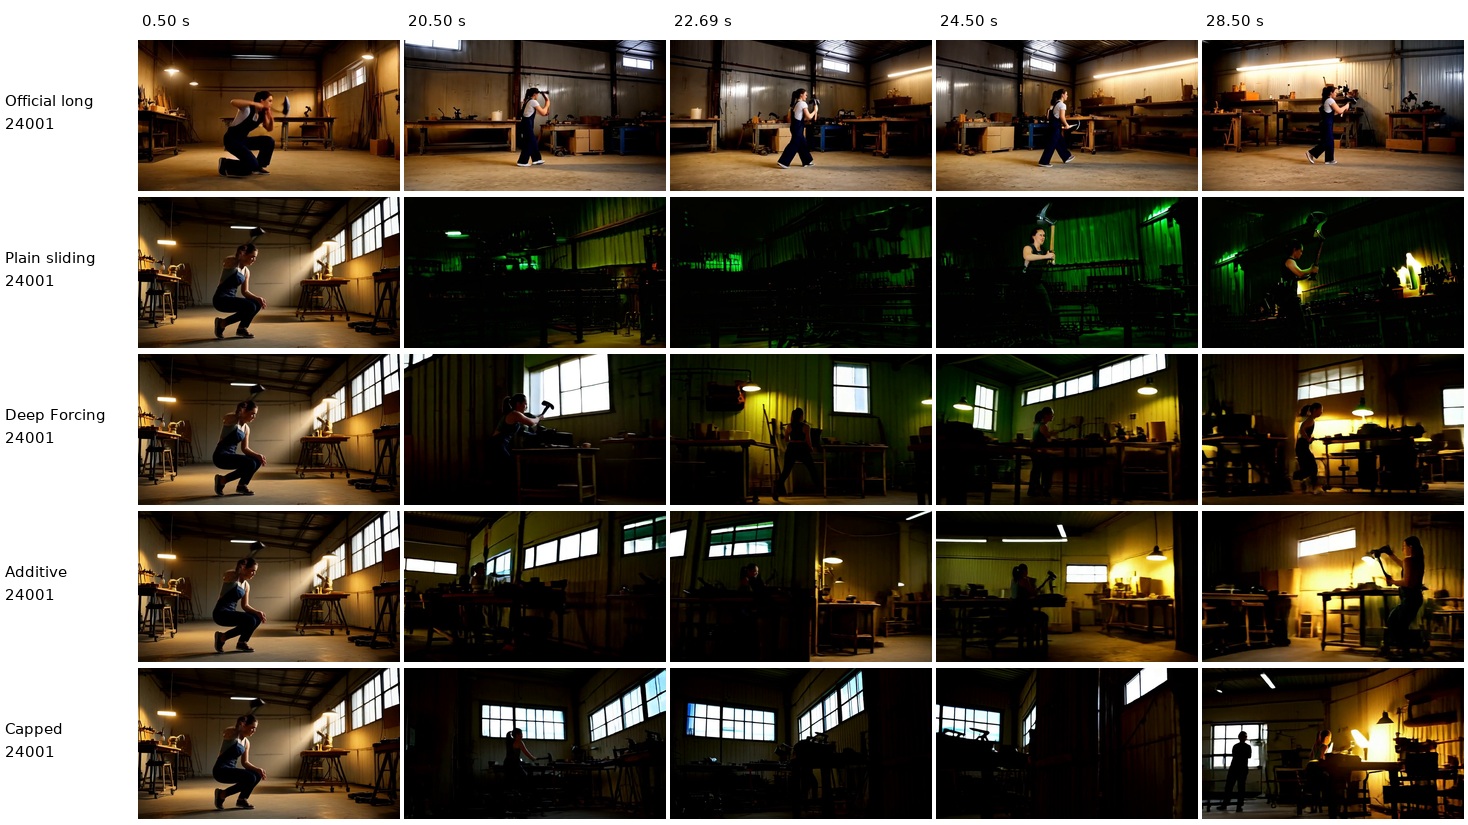 0.50 s
20.50 s
22.69 s
24.50 s
28.50 s
Official long
24001
Plain sliding
24001
Deep Forcing
24001
Additive
24001
Capped
24001